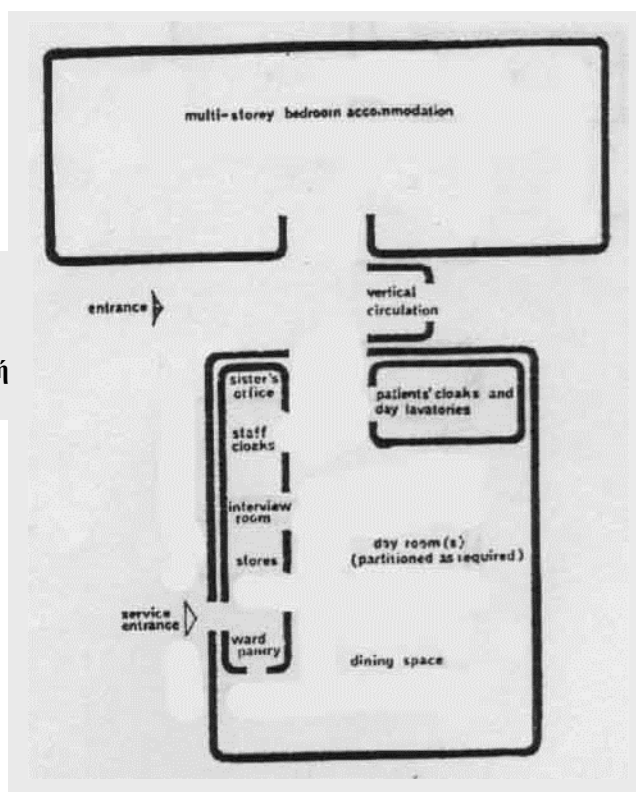 multi-storey bedroom accommodation
entrance
vertical
circulation
ή
sister's
office
patients' cloaks and
day lavatories
staff
cloaks
interview
room
day room(s)
(partitioned as required)
stores
service
entrance
ward
pantry
dining space